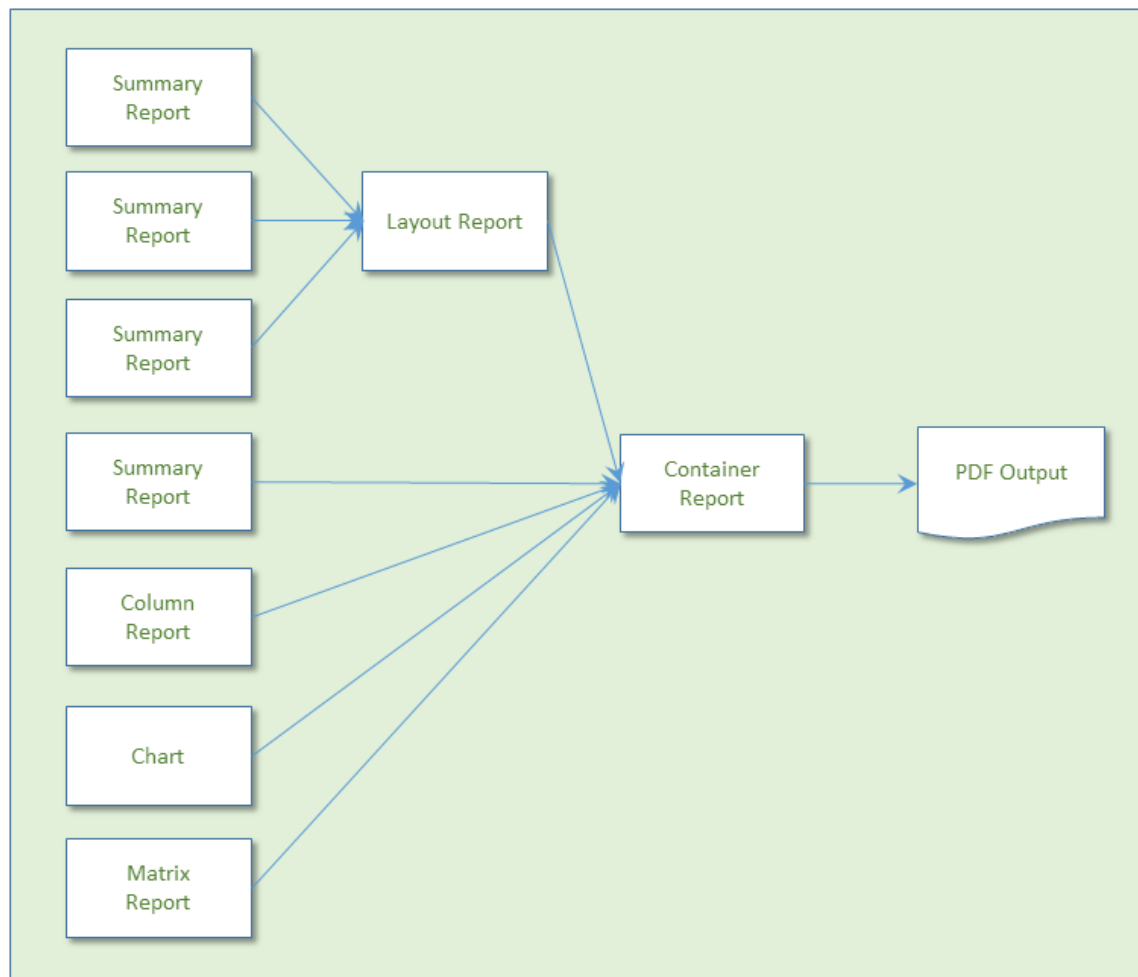 Summary
Report
Summary
Report
Layout Report
Summary
Report
Summary
Report
Container
Report
PDF Output
Column
Report
Chart
Matrix
Report